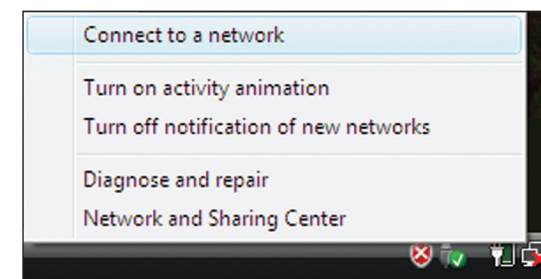 Connect to a network
Turn on activity animation
Turn off notification of new networks
Diagnose and repair
Network and Sharing Center